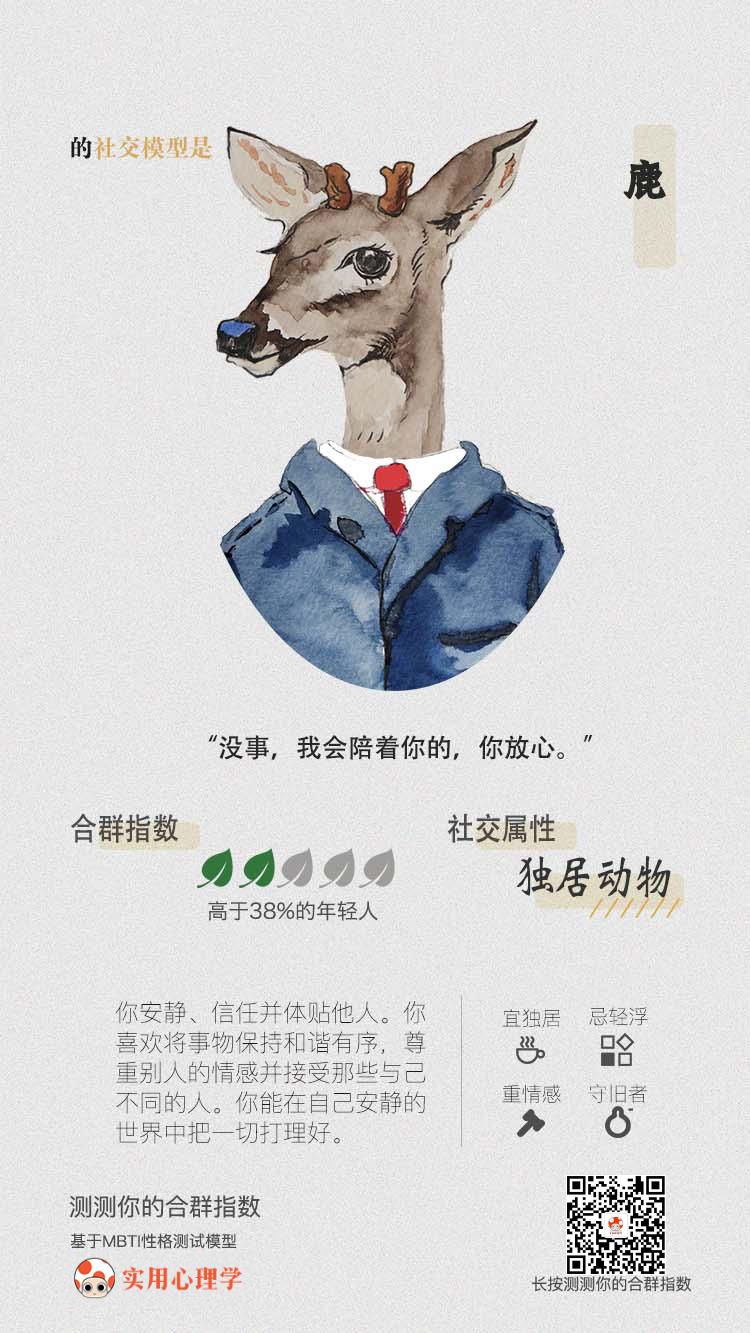 的社交模型是
鹿
“没事，我会陪着你的，你放心。”
合群指数
高于38%的年轻人
社交属性
独居动物
你安静、信任并体贴他人。你
喜欢将事物保持和谐有序，尊
重别人的情感并接受那些与己
不同的人。你能在自己安静的
世界中把一切打理好。
宜独居 忌轻浮
重情感 守旧者
测测你的合群指数
基于MBTI性格测试模型
实用心理学
长按测测你的合群指数